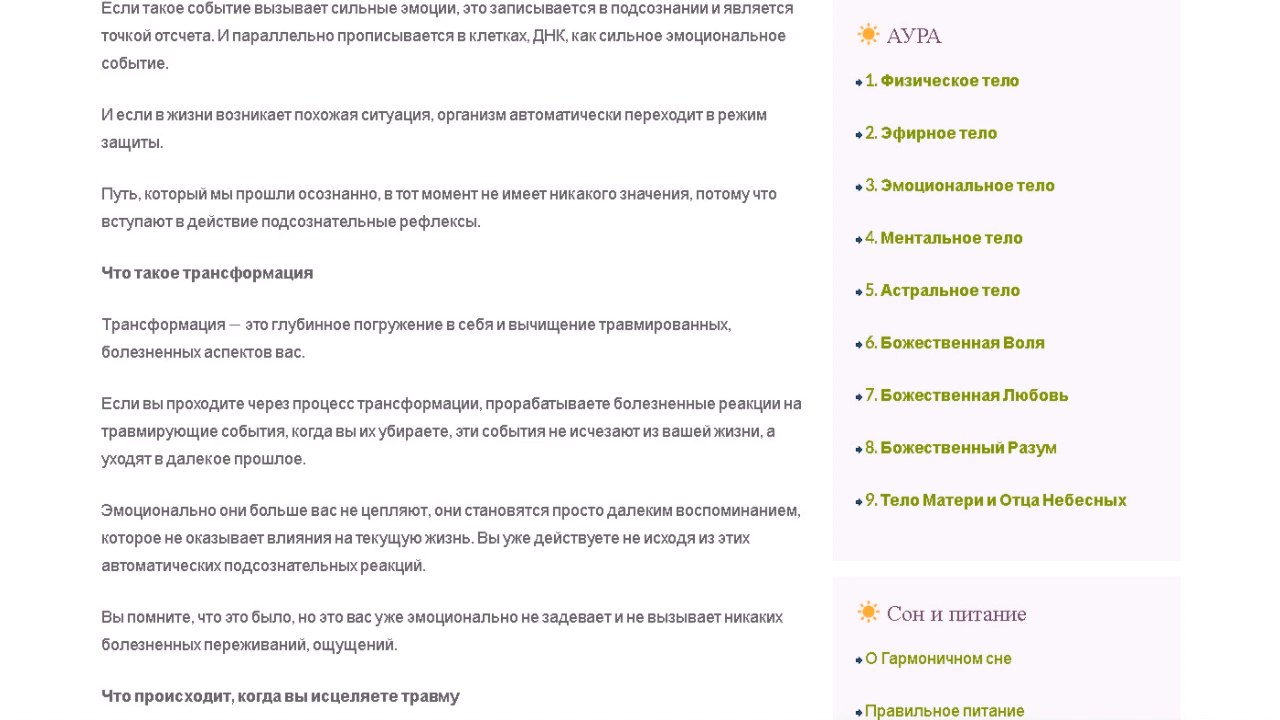 Если такое событие вызывает сильные эмоции, это записывается в подсознании и является
точкой отсчета. И параллельно прописывается в клетках, ДНК, как сильное эмоциональное
событие.
И если в жизни возникает похожая ситуация, организм автоматически переходит в режим
защиты.
Путь, который мы прошли осознанно, в тот момент не имеет никакого значения, потому что
вступают в действие подсознательные рефлексы.
Что такое трансформация
Трансформация — это глубинное погружение в себя и вычищение травмированных,
болезненных аспектов вас.
Если вы проходите через процесс трансформации, прорабатываете болезненные реакции на
травмирующие события, когда вы их убираете, эти события не исчезают из вашей жизни, а
уходят в далекое прошлое.
Эмоционально они больше вас не цепляют, они становятся просто далеким воспоминанием,
которое не оказывает влияния на текущую жизнь. Вы уже действуете не исходя из этих
автоматических подсознательных реакций.
Вы помните, что это было, но это вас уже эмоционально не задевает и не вызывает никаких
болезненных переживаний, ощущений.
Что происходит, когда вы исцеляете травму
АУРА
1. Физическое тело
2. Эфирное тело
3. Эмоциональное тело
4. Ментальное тело
5. Астральное тело
6. Божественная Воля
7. Божественная Любовь
8. Божественный Разум
9. Тело Матери и Отца Небесных
Сон и питание
О Гармоничном сне
Правильное питание